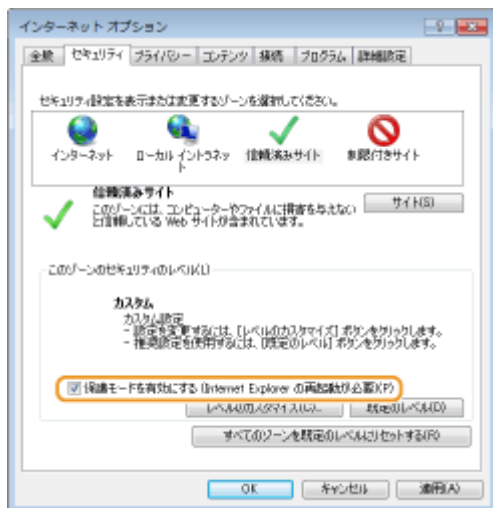 インターネット オプション
全般 セキュリティ プライバシー コンテンツ 接続 プログラム 詳細設定
セキュリティ設定を表示または変更するゾーンを選択してください。
インターネット ローカル イントラネッ 信頼済みサイト 制限付きサイト
ト
信頼済みサイト
サイト(S)
このゾーンには、コンピューターやファイルに損害を与えない
と信頼している Web サイトが含まれています。
このゾーンのセキュリティのレベル(L)
カスタム
カスタム設定
- 設定を変更するには、[レベルのカスタマイズ] ボタンをクリックします。
- 推奨設定を使用するには、[既定のレベル] ボタンをクリックします。
保護モードを有効にする (Internet Explorer の再起動が必要)(P)
レベルのカスタマイズ(C)... 既定のレベル(D)
すべてのゾーンを既定のレベルにリセットする(R)
OK キャンセル 適用(A)